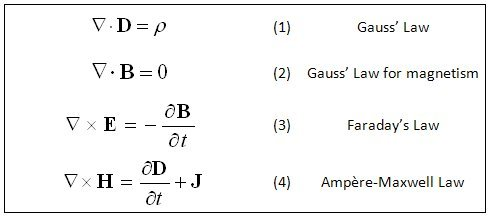 ∇ · D = ρ (1) Gauss’ Law
∇ · B = 0 (2) Gauss’ Law for magnetism
∇ × E = − ∂B/∂t (3) Faraday’s Law
∇ × H = ∂D/∂t + J (4) Ampère-Maxwell Law